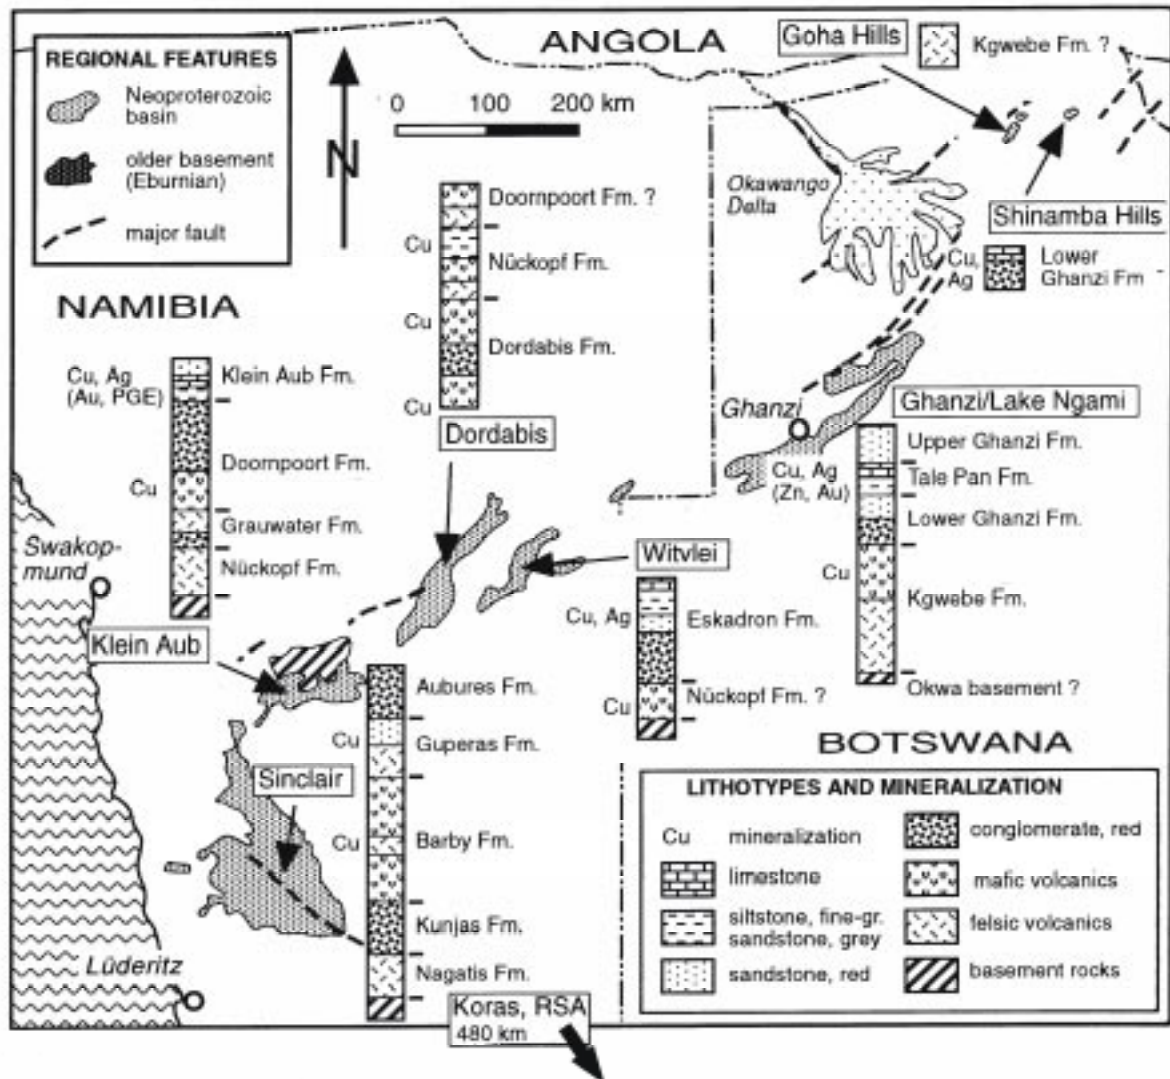 ANGOLA
Goha Hills
Kgwebe Fm. ?
REGIONAL FEATURES
Neoproterozoic
basin
older basement
(Eburnian)
major fault
0 100 200 km
N
Okawango
Delta
Shinamba Hills
Cu,
Ag
Lower
Ghanzi Fm
Doornpoort Fm. ?
Cu
Nückopf Fm.
Cu
Dordabis Fm.
Cu
Dordabis
NAMIBIA
Cu, Ag
(Au, PGE)
Klein Aub Fm.
Doornpoort Fm.
Cu
Grauwater Fm.
Nückopf Fm.
Swakop-
mund
Klein Aub
Ghanzi
Ghanzi/Lake Ngami
Upper Ghanzi Fm.
Cu, Ag
(Zn, Au)
Tale Pan Fm.
Lower Ghanzi Fm.
Cu
Kgwebe Fm.
Okwa basement ?
Witvlei
Cu, Ag
Eskadron Fm.
Cu
Nückopf Fm. ?
Aubures Fm.
Cu
Guperas Fm.
Sinclair
Cu
Barby Fm.
Kunjas Fm.
Nagatis Fm.
Lüderitz
Koras, RSA
480 km
BOTSWANA
LITHOTYPES AND MINERALIZATION
Cu mineralization
limestone
siltstone, fine-gr.
sandstone, grey
sandstone, red
conglomerate, red
mafic volcanics
felsic volcanics
basement rocks